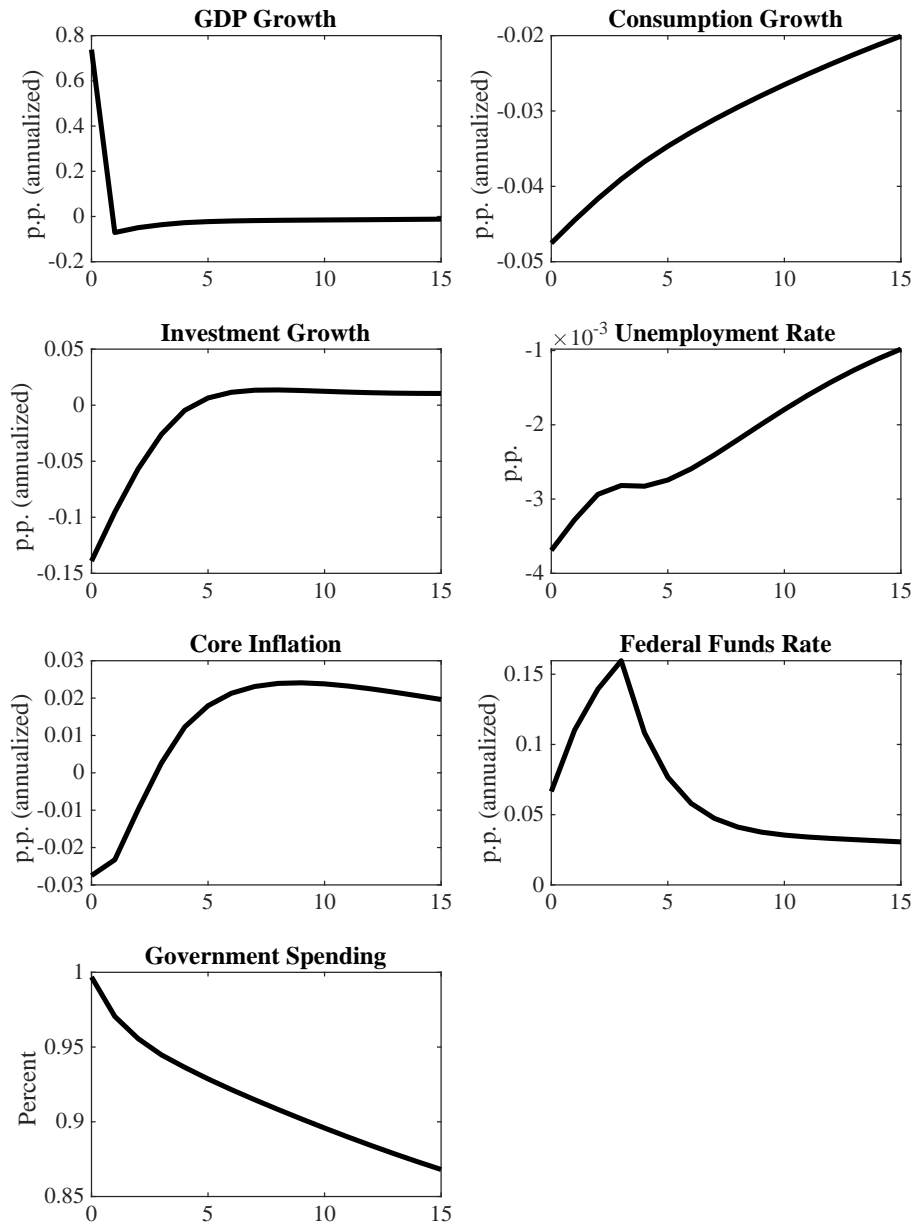 GDP Growth
p.p. (annualized)
0.8
0.6
0.4
0.2
0
-0.2
0 5 10 15
Consumption Growth
p.p. (annualized)
-0.02
-0.03
-0.04
-0.05
0 5 10 15
Investment Growth
p.p. (annualized)
0.05
0
-0.05
-0.1
-0.15
0 5 10 15
×10-3 Unemployment Rate
p.p.
-1
-2
-3
-4
0 5 10 15
Core Inflation
p.p. (annualized)
0.03
0.02
0.01
0
-0.01
-0.02
-0.03
0 5 10 15
Federal Funds Rate
p.p. (annualized)
0.15
0.1
0.05
0
0 5 10 15
Government Spending
Percent
1
0.95
0.9
0.85
0 5 10 15